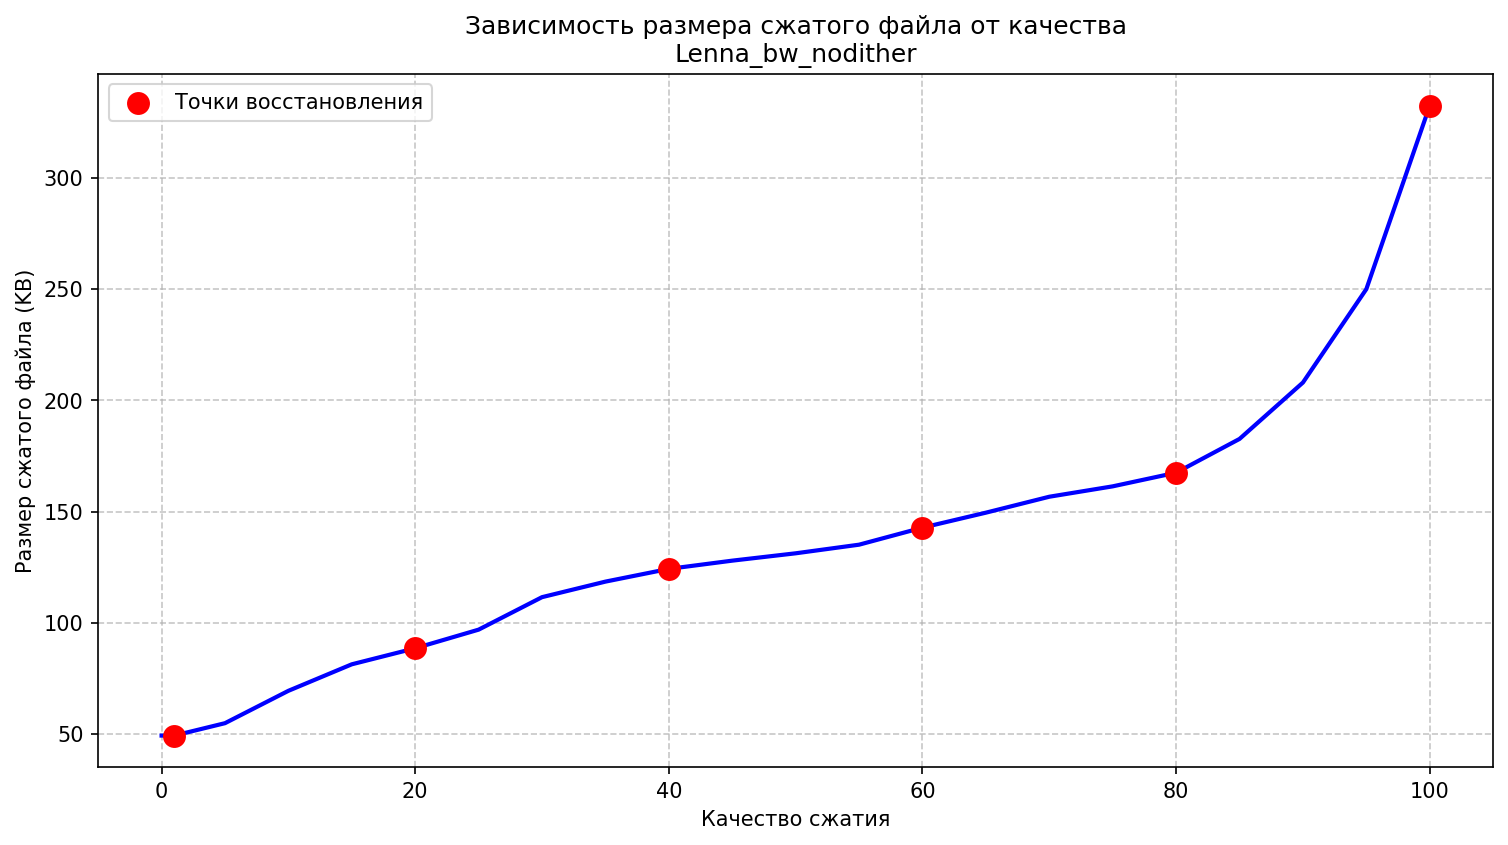 Зависимость размера сжатого файла от качества
Lenna_bw_nodither
Точки восстановления
Размер сжатого файла (KB)
300
250
200
150
100
50
0
20
40
60
80
100
Качество сжатия